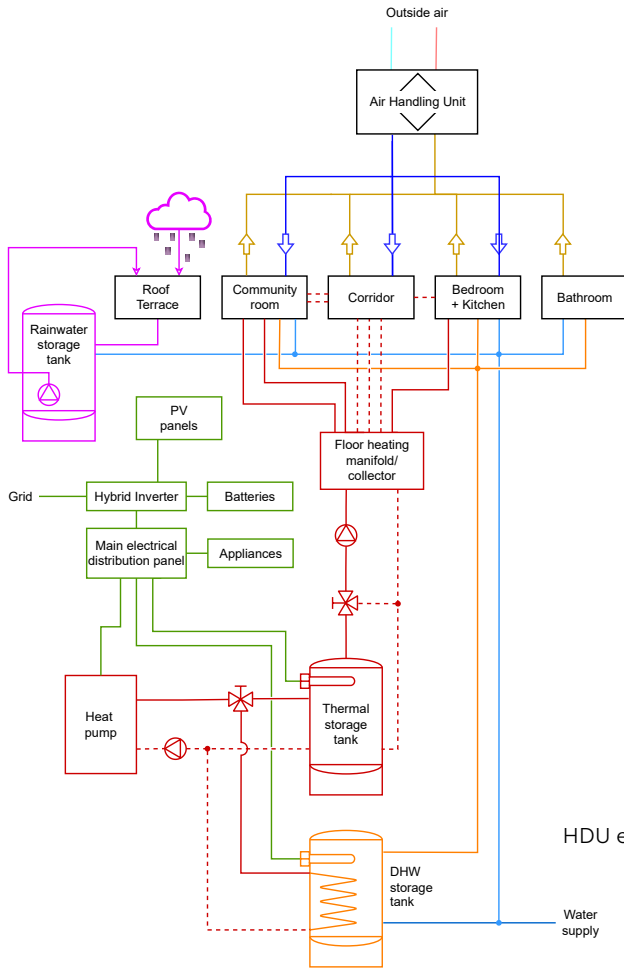 Outside air
Air Handling Unit
Roof
Terrace
Community
room
Corridor
Bedroom
+ Kitchen
Bathroom
Rainwater
storage
tank
PV
panels
Floor heating
manifold/
collector
Grid
Hybrid Inverter
Batteries
Main electrical
distribution panel
Appliances
Heat
pump
Thermal
storage
tank
HDU e
DHW
storage
tank
Water
supply